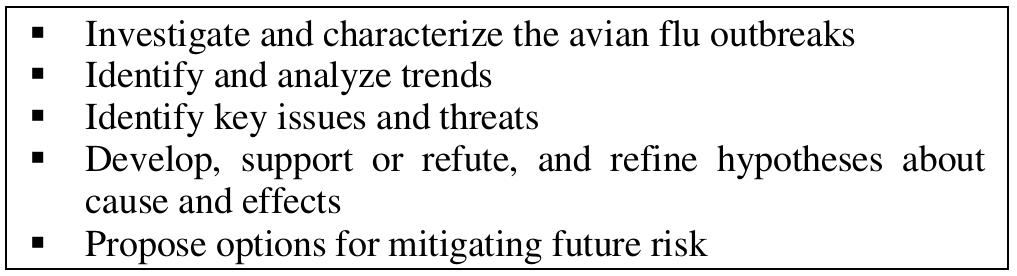 ▪ Investigate and characterize the avian flu outbreaks
▪ Identify and analyze trends
▪ Identify key issues and threats
▪ Develop, support or refute, and refine hypotheses about
cause and effects
▪ Propose options for mitigating future risk